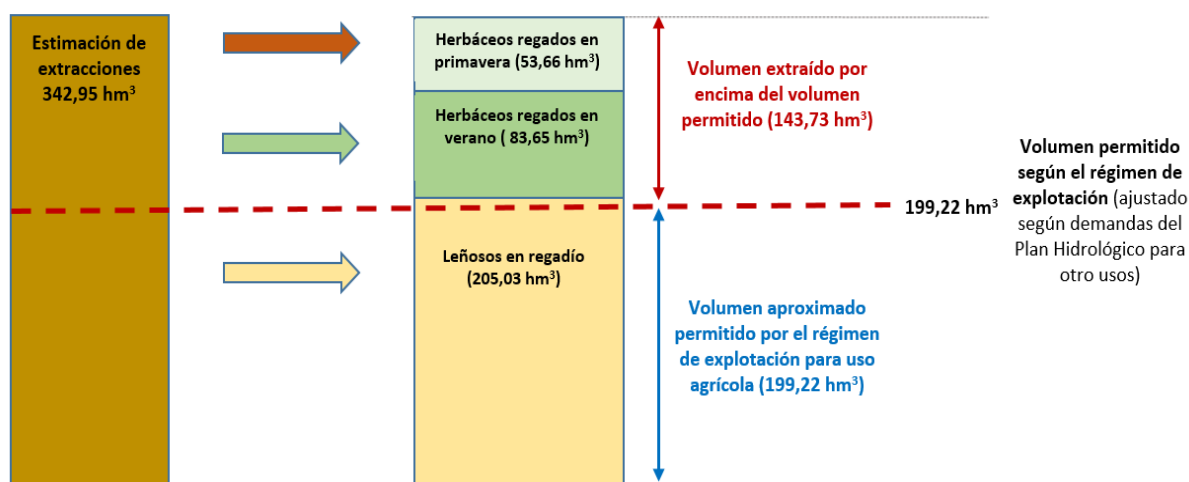 Estimación de
extracciones
342,95 hm³
Herbáceos regados en
primavera (53,66 hm³)
Herbáceos regados en
verano ( 83,65 hm³)
Leñosos en regadío
(205,03 hm³)
Volumen extraído por
encima del volumen
permitido (143,73 hm³)
199,22 hm³
Volumen aproximado
permitido por el régimen
de explotación para uso
agrícola (199,22 hm³)
Volumen permitido
según el régimen de
explotación (ajustado
según demandas del
Plan Hidrológico para
otro usos)